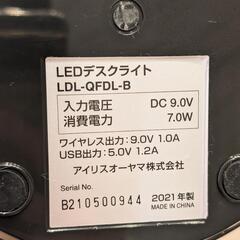 LEDデスクライト
LDL-QFDL-B
入力電圧 DC 9.0V
消費電力 7.0W
ワイヤレス出力：9.0V 1.0A
USB出力：5.0V 1.2A
アイリスオーヤマ株式会社
Serial No.
B210500944 2021年製
MADE IN CHINA